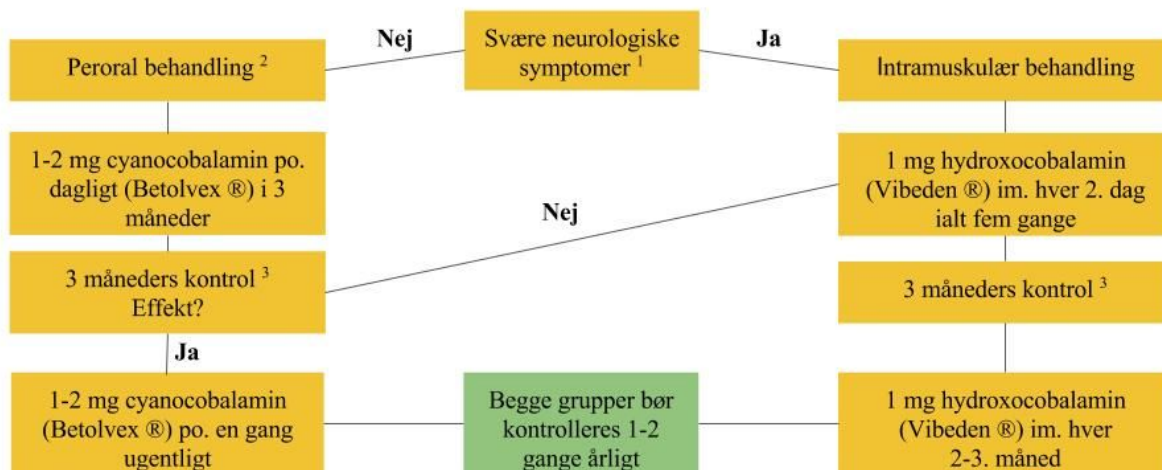 Nej
Svære neurologiske
symptomer ¹
Ja
Peroral behandling ²
Intramuskulær behandling
1-2 mg cyanocobalamin po.
dagligt (Betolvex ®) i 3
måneder
1 mg hydroxocobalamin
(Vibeden ®) im. hver 2. dag
ialt fem gange
Nej
3 måneders kontrol ³
Effekt?
3 måneders kontrol ³
Ja
1-2 mg cyanocobalamin
(Betolvex ®) po. en gang
ugentligt
Begge grupper bør
kontrolleres 1-2
gange årligt
1 mg hydroxocobalamin
(Vibeden ®) im. hver
2-3. måned